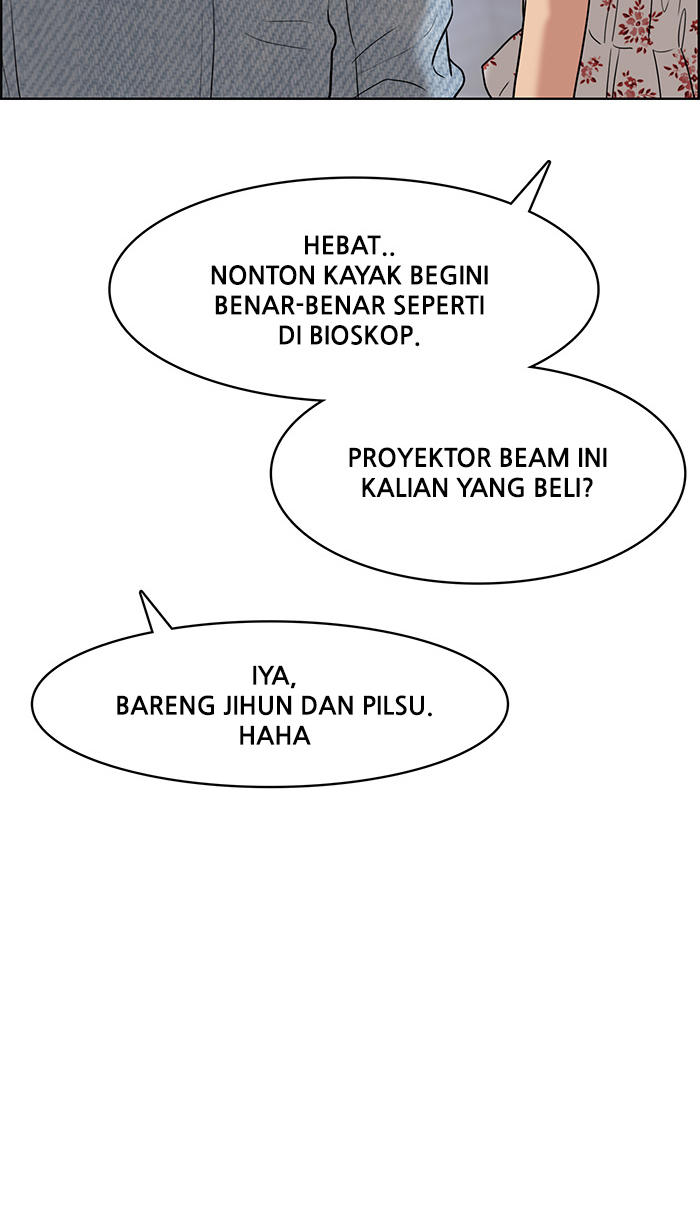 HEBAT..
NONTON KAYAK BEGINI
BENAR-BENAR SEPERTI
DI BIOSKOP.
PROYEKTOR BEAM INI
KALIAN YANG BELI?
IYA,
BARENG JIHUN DAN PILSU.
HAHA